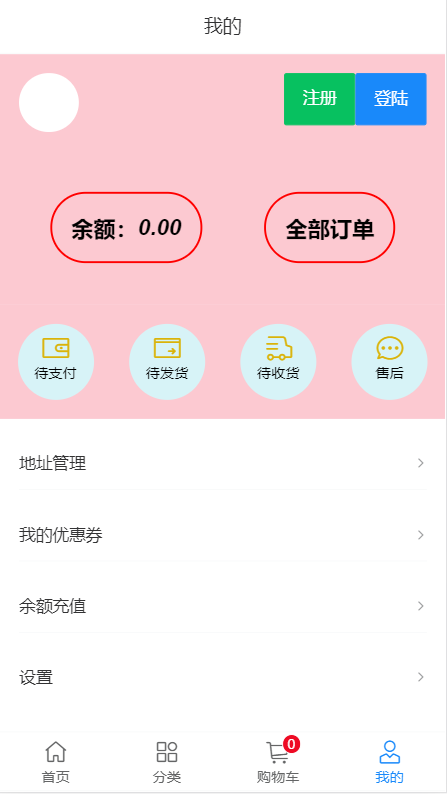 我的
注册 登陆
余额：0.00 全部订单
待支付 待发货 待收货 售后
地址管理
我的优惠券
余额充值
设置
0
首页 分类 购物车 我的